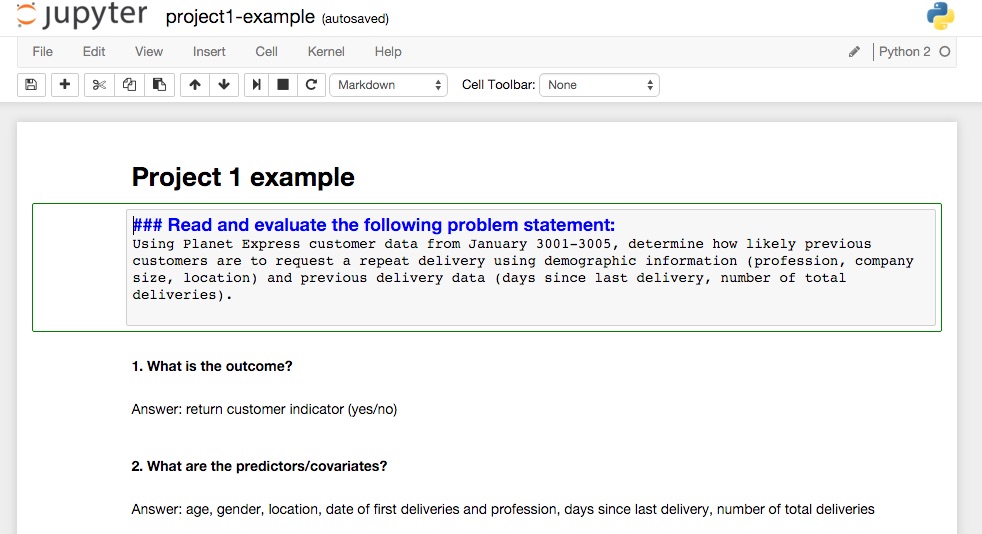 jupyter project1-example (autosaved)
File Edit View Insert Cell Kernel Help Python 2
Markdown Cell Toolbar: None
Project 1 example
### Read and evaluate the following problem statement:
Using Planet Express customer data from January 3001-3005, determine how likely previous
customers are to request a repeat delivery using demographic information (profession, company
size, location) and previous delivery data (days since last delivery, number of total
deliveries).
1. What is the outcome?
Answer: return customer indicator (yes/no)
2. What are the predictors/covariates?
Answer: age, gender, location, date of first deliveries and profession, days since last delivery, number of total deliveries